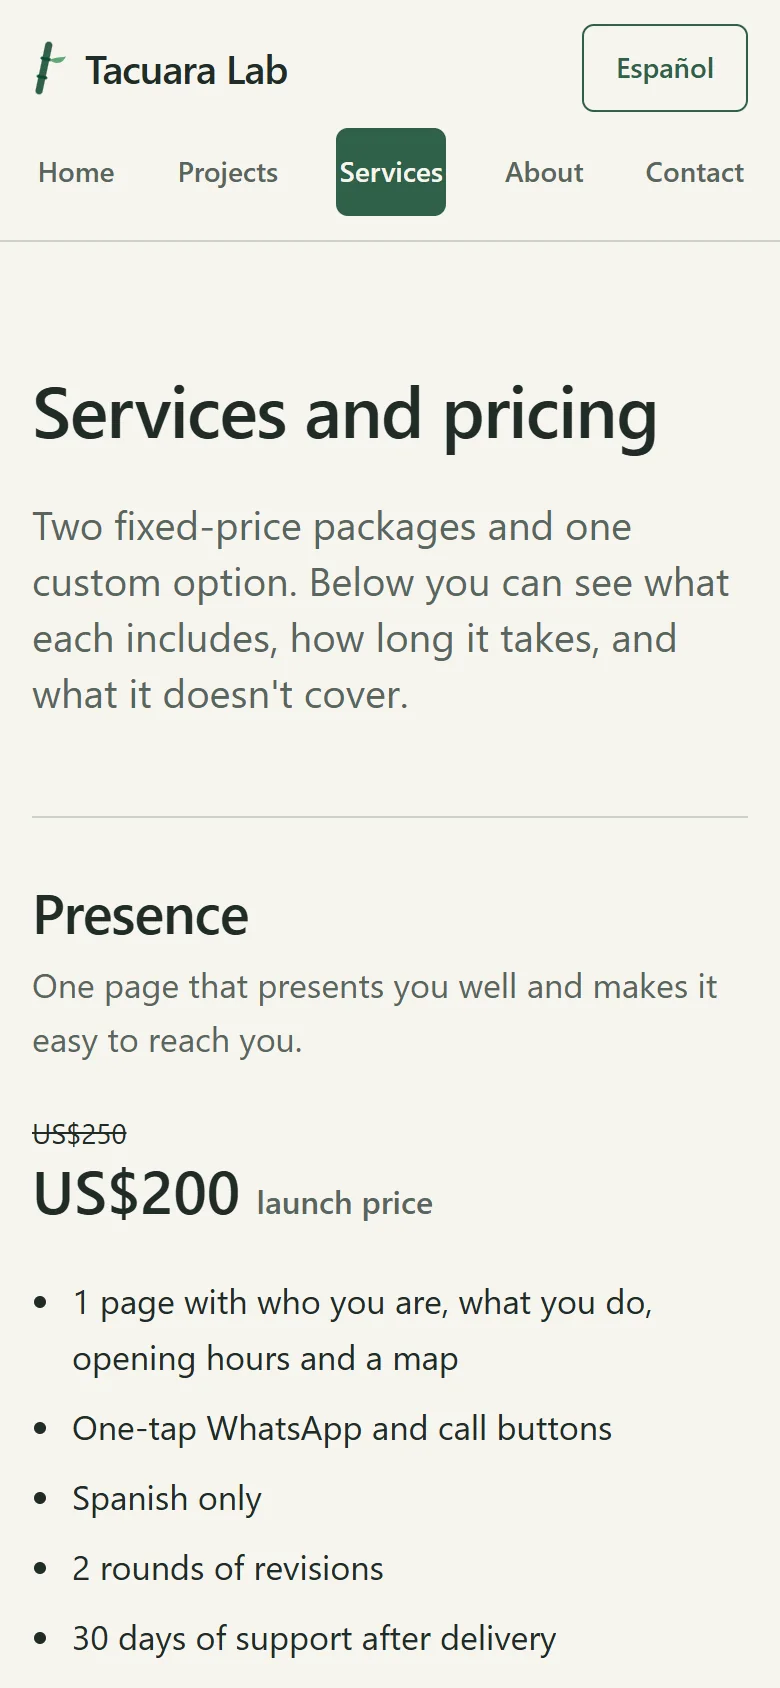 Tacuara Lab
Español
Home Projects Services About Contact
Services and pricing
Two fixed-price packages and one
custom option. Below you can see what
each includes, how long it takes, and
what it doesn't cover.
Presence
One page that presents you well and makes it
easy to reach you.
US$250
US$200 launch price
• 1 page with who you are, what you do,
opening hours and a map
• One-tap WhatsApp and call buttons
• Spanish only
• 2 rounds of revisions
• 30 days of support after delivery